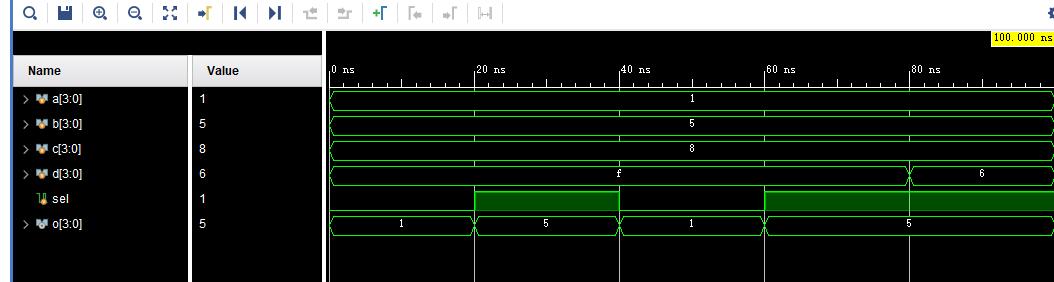 100.000 ns
Name Value
0 ns 20 ns 40 ns 60 ns 80 ns
a[3:0] 1 1
b[3:0] 5 5
c[3:0] 8 8
d[3:0] 6 f 6
sel 1
o[3:0] 5 1 5 1 5